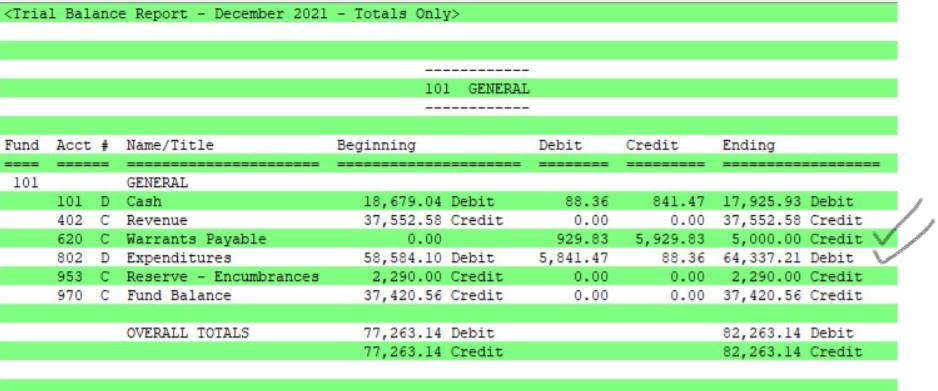 <Trial Balance Report - December 2021 - Totals Only>
------------
101 GENERAL
------------
Fund Acct # Name/Title Beginning Debit Credit Ending
==== ====== ====================== ===================== ======== ========= ==================
101 GENERAL
101 D Cash 18,679.04 Debit 88.36 841.47 17,925.93 Debit
402 C Revenue 37,552.58 Credit 0.00 0.00 37,552.58 Credit
620 C Warrants Payable 0.00 929.83 5,929.83 5,000.00 Credit
802 D Expenditures 58,584.10 Debit 5,841.47 88.36 64,337.21 Debit
953 C Reserve - Encumbrances 2,290.00 Credit 0.00 0.00 2,290.00 Credit
970 C Fund Balance 37,420.56 Credit 0.00 0.00 37,420.56 Credit
OVERALL TOTALS 77,263.14 Debit 82,263.14 Debit
77,263.14 Credit 82,263.14 Credit